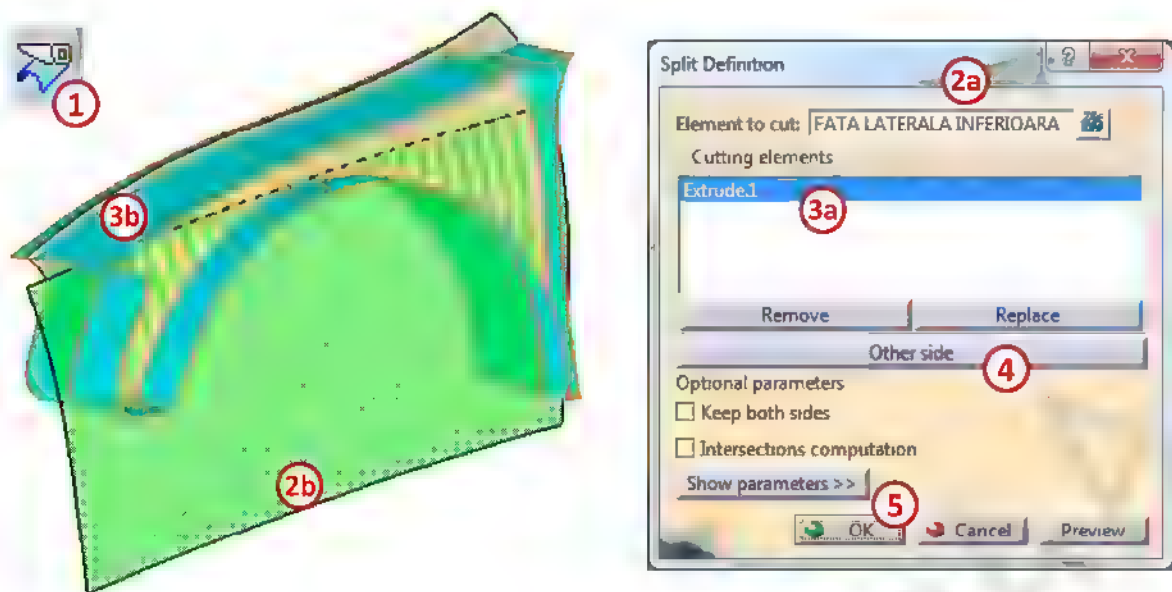 1
3b
2b
Split Definition
2a
Element to cut: FATA LATERALA INFERIOARA
Cutting elements
Extrude.1
3a
Remove Replace
Other side
4
Optional parameters
Keep both sides
Intersections computation
Show parameters >>
5
OK Cancel Preview